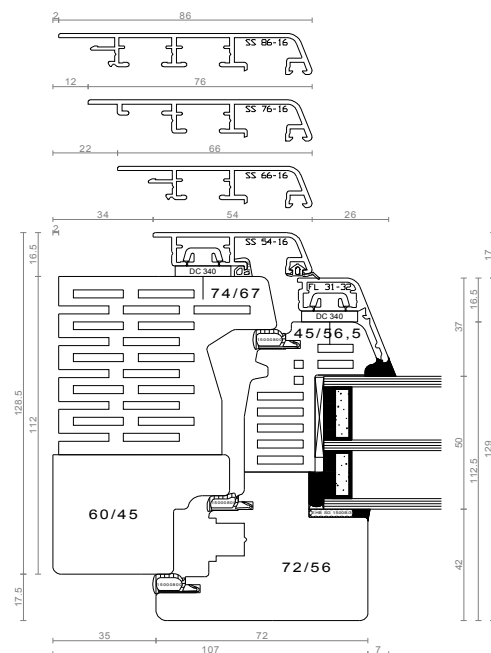 2 86
SS 86-16
12 76
SS 76-16
22 66
SS 66-16
34 54 26
2
SS 54-16
16.5
17
DC 340
FL 31-32
74/67
16.5
DC 340
37
45/56,5
128.5
112
50
112.5
129
60/45
72/56
42
17.5
35 72
107 7